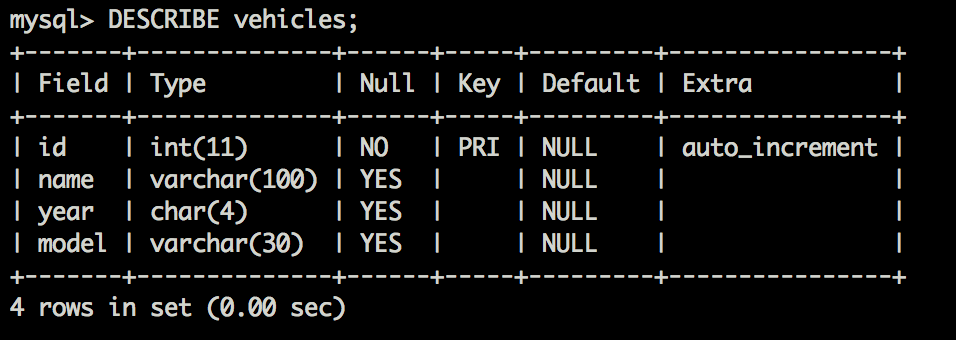 mysql> DESCRIBE vehicles;
+-------+--------------+------+-----+---------+----------------+
| Field | Type         | Null | Key | Default | Extra          |
+-------+--------------+------+-----+---------+----------------+
| id    | int(11)      | NO   | PRI | NULL    | auto_increment |
| name  | varchar(100) | YES  |     | NULL    |                |
| year  | char(4)      | YES  |     | NULL    |                |
| model | varchar(30)  | YES  |     | NULL    |                |
+-------+--------------+------+-----+---------+----------------+
4 rows in set (0.00 sec)